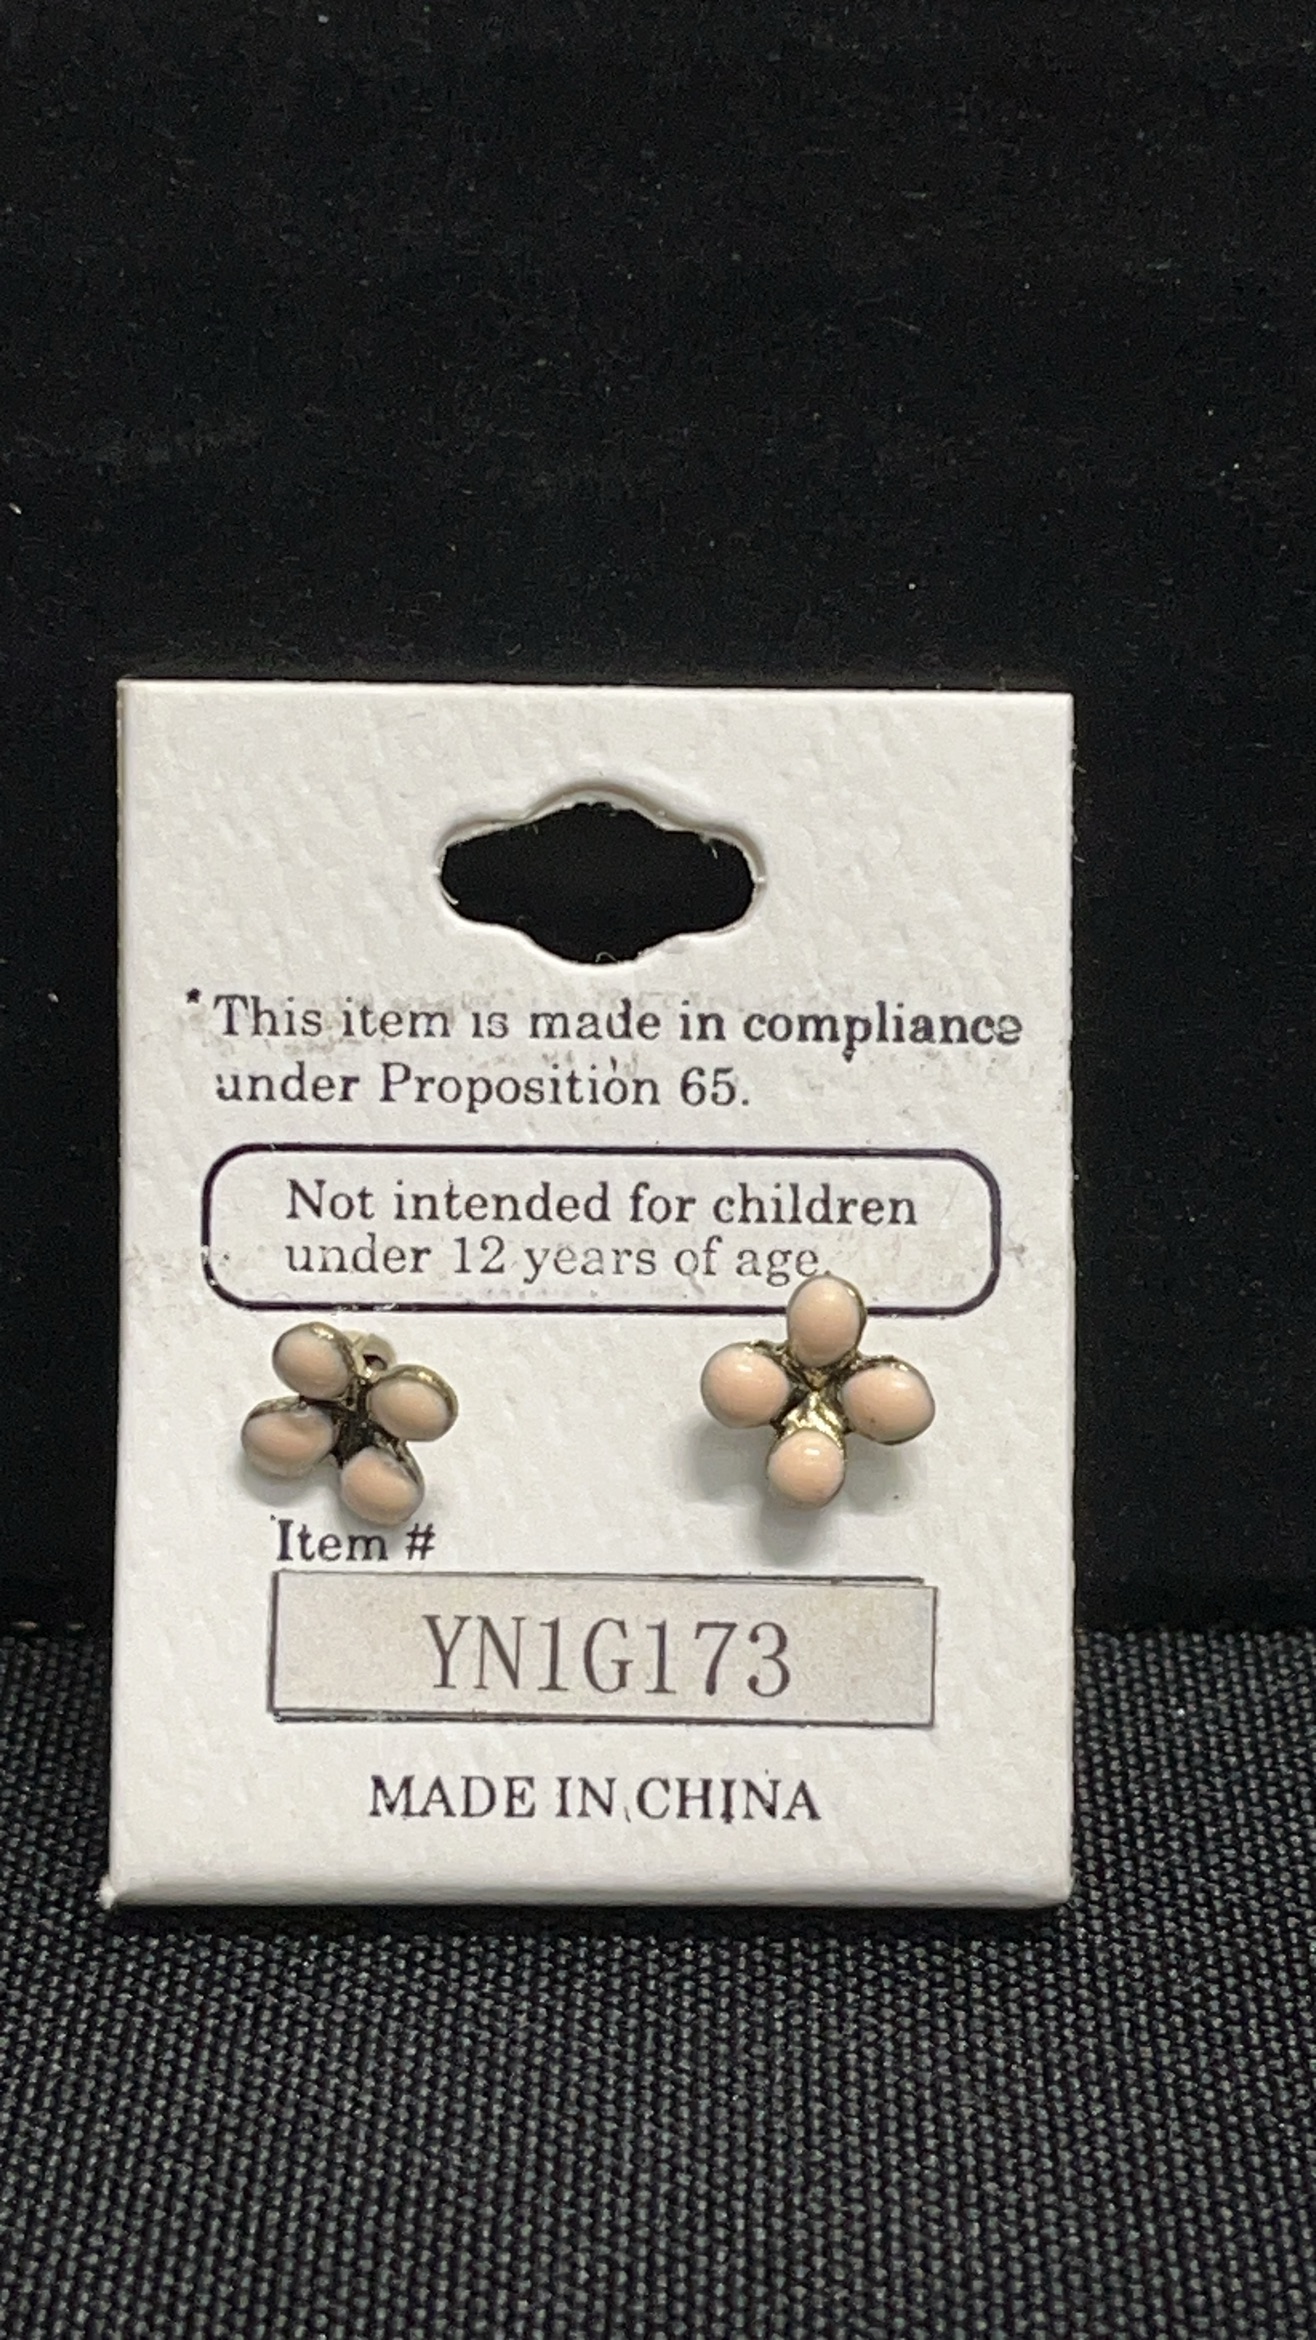 *This item is made in compliance
under Proposition 65.
Not intended for children
under 12 years of age.
Item #
YN1G173
MADE IN CHINA